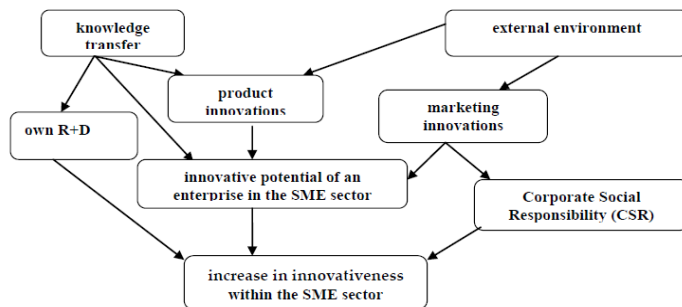 knowledge
transfer
external environment
product
innovations
marketing
innovations
own R+D
innovative potential of an
enterprise in the SME sector
Corporate Social
Responsibility (CSR)
increase in innovativeness
within the SME sector